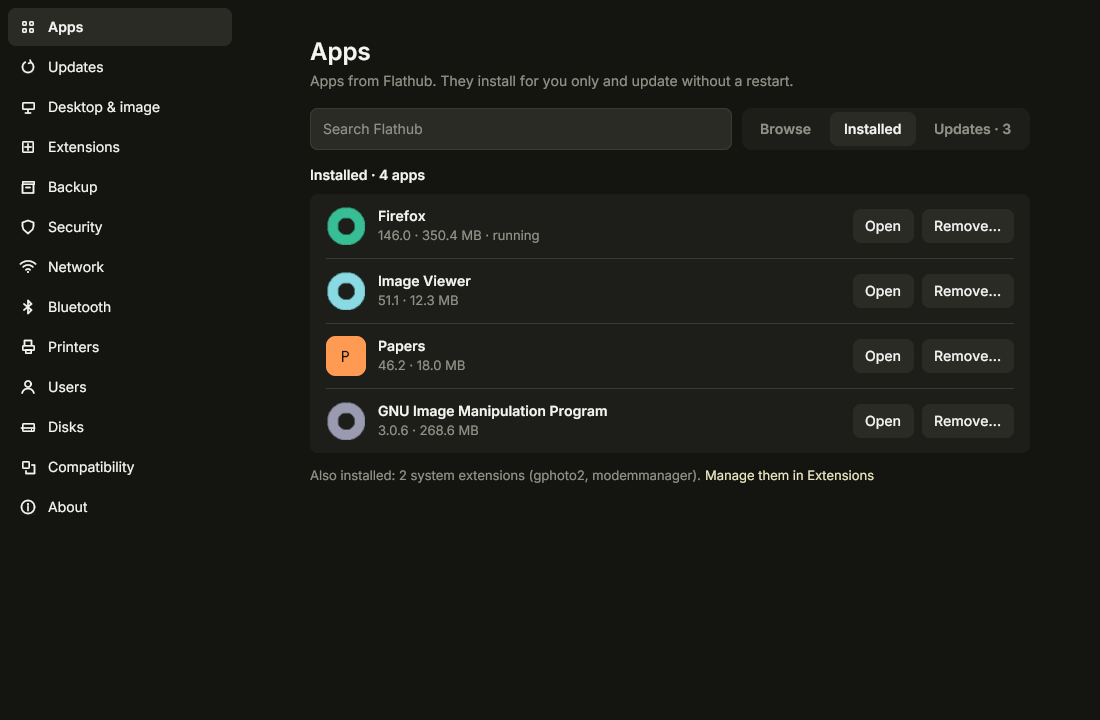 Apps
Updates
Desktop & image
Extensions
Backup
Security
Network
Bluetooth
Printers
Users
Disks
Compatibility
About
Apps
Apps from Flathub. They install for you only and update without a restart.
Search Flathub
Browse
Installed
Updates · 3
Installed · 4 apps
Firefox
146.0 · 350.4 MB · running
Open
Remove…
Image Viewer
51.1 · 12.3 MB
Open
Remove…
P
Papers
46.2 · 18.0 MB
Open
Remove…
GNU Image Manipulation Program
3.0.6 · 268.6 MB
Open
Remove…
Also installed: 2 system extensions (gphoto2, modemmanager). Manage them in Extensions